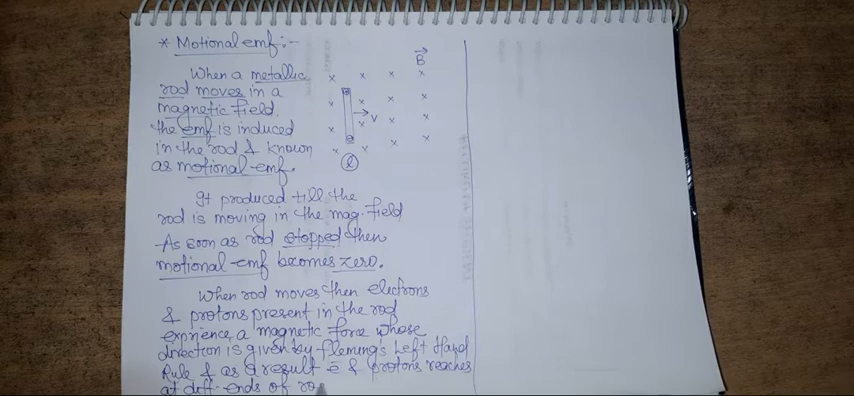 * Motional emf :-
When a metallic
rod moves in a
magnetic field.
the emf is induced
in the rod & known
as motional emf.
B
v
l
It produced till the
rod is moving in the mag. field
As soon as rod stopped then
motional emf becomes zero.
When rod moves then electrons
& protons present in the rod
exprience a magnetic force whose
direction is given by fleming's Left Hand
Rule & as a result e & protons reaches
at diff. ends of ro